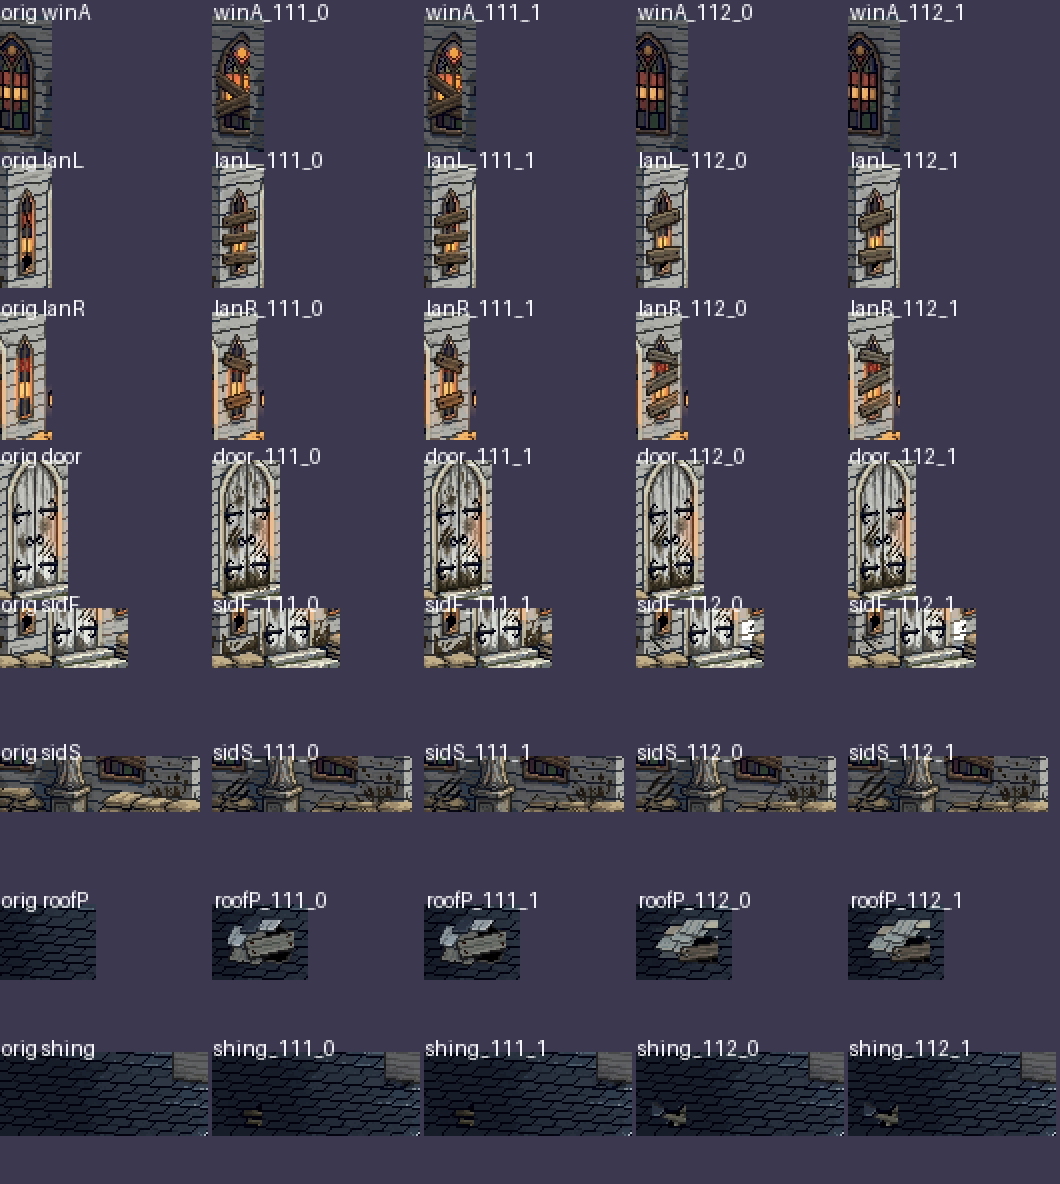 orig winA winA_111_0 winA_111_1 winA_112_0 winA_112_1
orig lanL lanL_111_0 lanL_111_1 lanL_112_0 lanL_112_1
orig lanR lanR_111_0 lanR_111_1 lanR_112_0 lanR_112_1
orig door door_111_0 door_111_1 door_112_0 door_112_1
orig sidF sidF_111_0 sidF_111_1 sidF_112_0 sidF_112_1
orig sidS sidS_111_0 sidS_111_1 sidS_112_0 sidS_112_1
orig roofP roofP_111_0 roofP_111_1 roofP_112_0 roofP_112_1
orig shing shing_111_0 shing_111_1 shing_112_0 shing_112_1